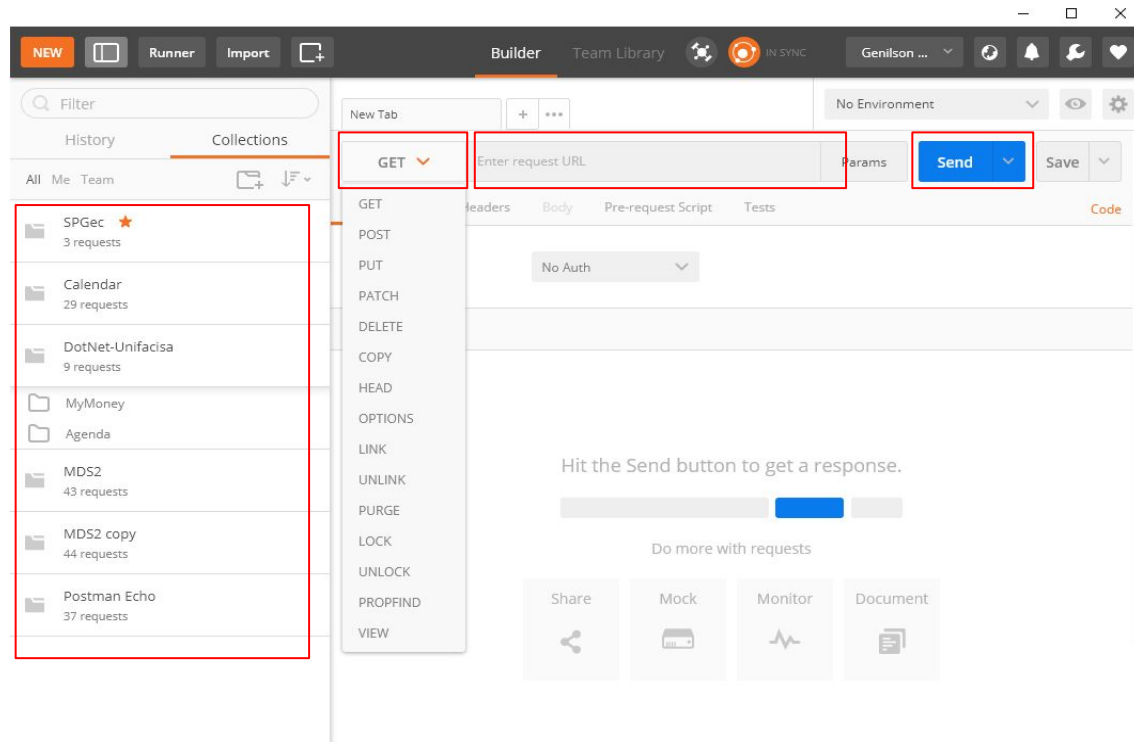 NEW Runner Import Builder Team Library IN SYNC Genilson ...
Filter
History Collections
All Me Team
SPGec
3 requests
Calendar
29 requests
DotNet-Unifacisa
9 requests
MyMoney
Agenda
MDS2
43 requests
MDS2 copy
44 requests
Postman Echo
37 requests
New Tab + ••• No Environment
GET Enter request URL Params Send Save
Headers Body Pre-request Script Tests Code
No Auth
GET
POST
PUT
PATCH
DELETE
COPY
HEAD
OPTIONS
LINK
UNLINK
PURGE
LOCK
UNLOCK
PROPFIND
VIEW
Hit the Send button to get a response.
Do more with requests
Share Mock Monitor Document